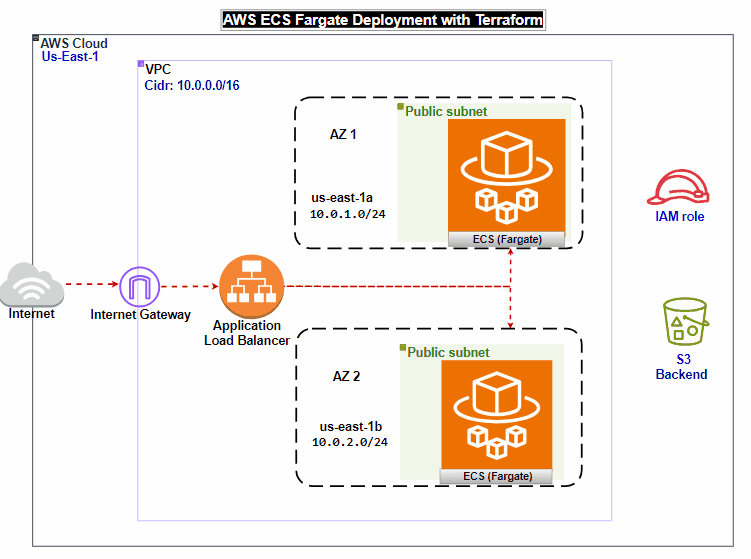 AWS ECS Fargate Deployment with Terraform
AWS Cloud
Us-East-1
VPC
Cidr: 10.0.0.0/16
Public subnet
AZ 1
us-east-1a
10.0.1.0/24
ECS (Fargate)
IAM role
Internet
Internet Gateway
Application
Load Balancer
S3
Backend
Public subnet
AZ 2
us-east-1b
10.0.2.0/24
ECS (Fargate)